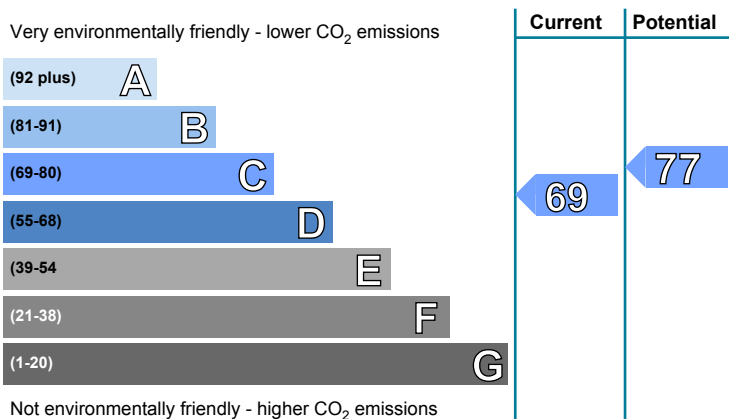 Very environmentally friendly - lower CO2 emissions
Current
Potential
(92 plus) A
(81-91) B
(69-80) C
(55-68) D
(39-54 E
(21-38) F
(1-20) G
69
77
Not environmentally friendly - higher CO2 emissions